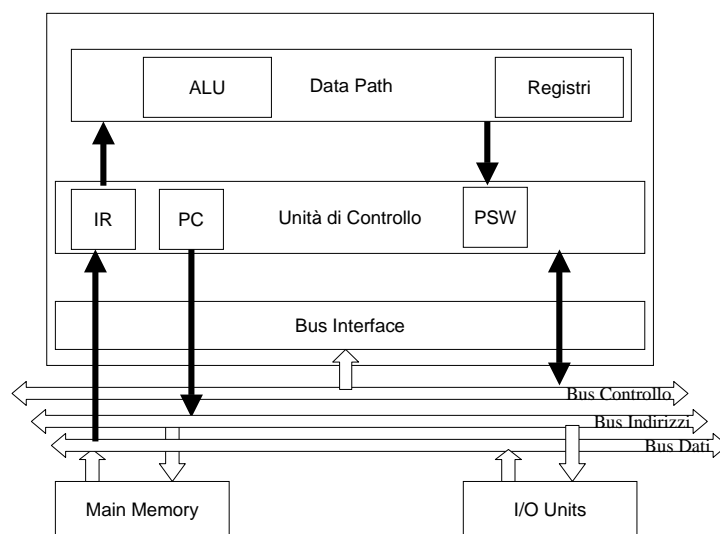 ALU
Data Path
Registri
IR
PC
Unità di Controllo
PSW
Bus Interface
Bus Controllo
Bus Indirizzi
Bus Dati
Main Memory
I/O Units